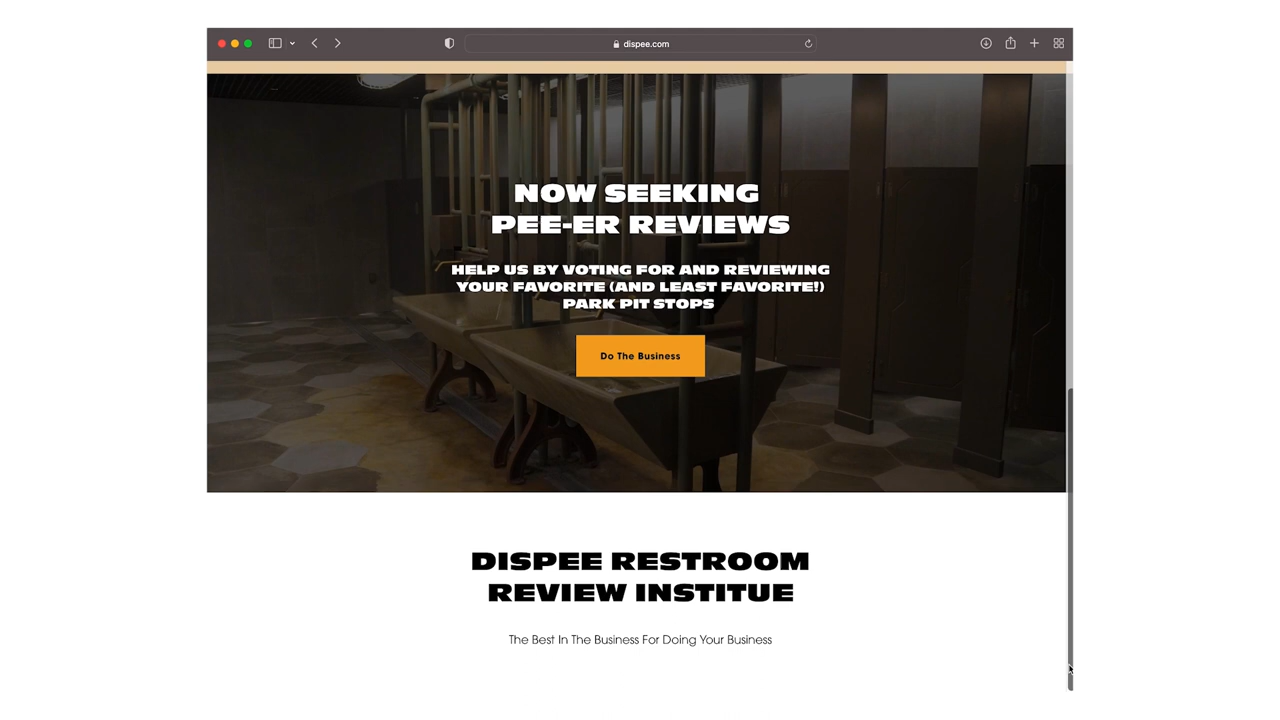 dispee.com
NOW SEEKING
PEE-ER REVIEWS
HELP US BY VOTING FOR AND REVIEWING
YOUR FAVORITE (AND LEAST FAVORITE!)
PARK PIT STOPS
Do The Business
DISPEE RESTROOM
REVIEW INSTITUE
The Best In The Business For Doing Your Business